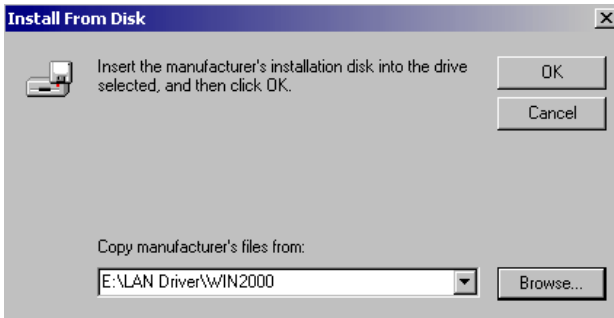 Install From Disk
Insert the manufacturer's installation disk into the drive
selected, and then click OK.
OK
Cancel
Copy manufacturer's files from:
E:\LAN Driver\WIN2000
Browse...